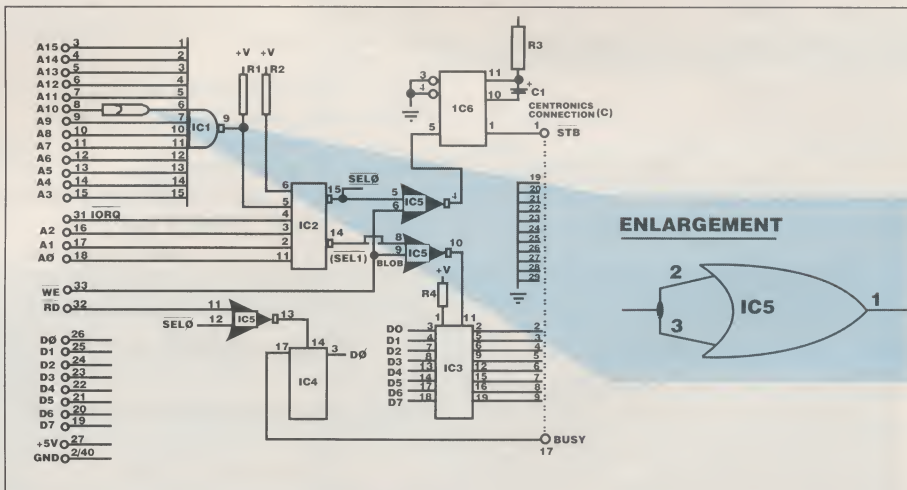 A15 3 1
A14 4 2
A13 5 3
A12 6 4
A11 7 5
A10 8 6
A9 9 7
A8 10 10
A7 11 11
A6 12 12
A5 13 13
A4 14 14
A3 15 15
IC1 9
+V +V
R1 R2
31 IORQ 4
A2 16 3
A1 17 2
A0 18 11
6
5
IC2
15 SEL0
14 (SEL1)
5 IC5 4
6
8 IC5 10
9
BLOB
WE 33
RD 32
11 IC5 13
SEL0 12
17 14 3 D0
IC4
D0 26
D1 25
D2 24
D3 23
D4 22
D5 21
D6 20
D7 19
+5V 27
GND 2/40
R3
3 11 + C1
4 10
1C6
5 1
CENTRONICS
CONNECTION (C)
1 STB
19
20
21
22
23
24
25
26
27
28
29
+V
R4
1 11
IC3
D0 3 2 2
D1 4 5 3
D2 7 6 4
D3 8 9 5
D4 13 12 6
D5 14 15 7
D6 17 16 8
D7 18 19 9
BUSY
17
ENLARGEMENT
2
3 IC5 1